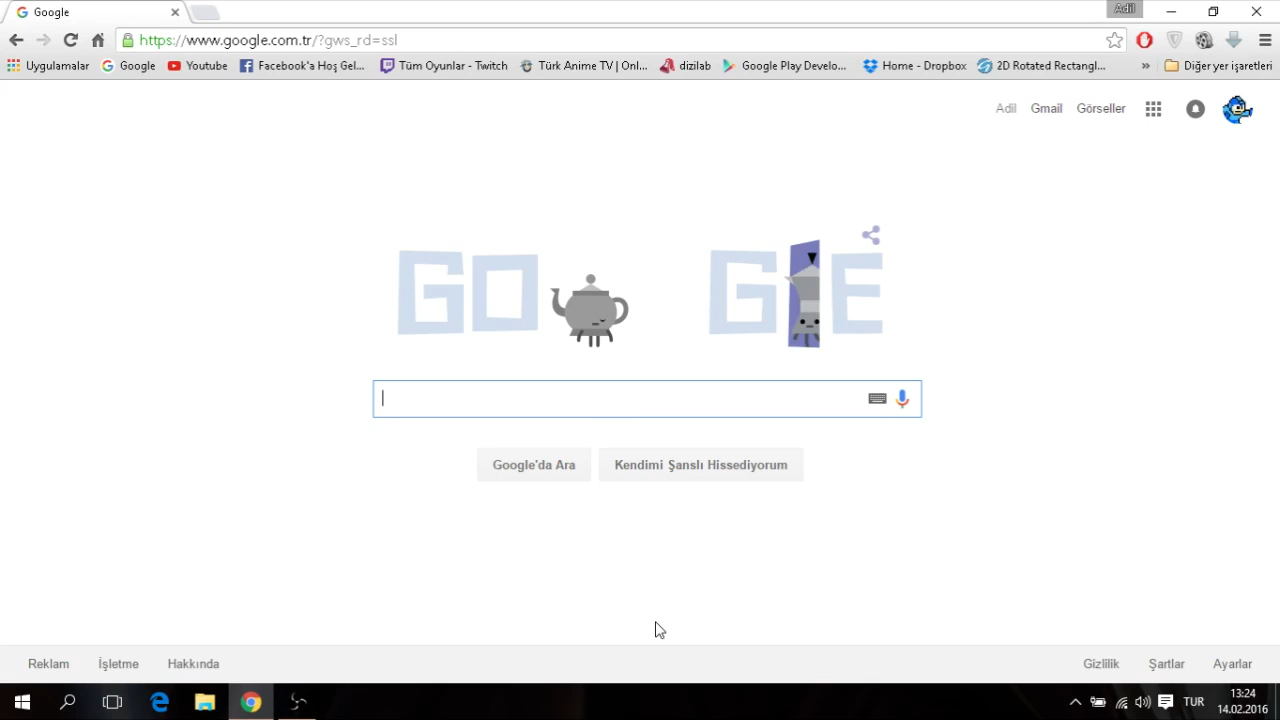 Google
Adil
https://www.google.com.tr/?gws_rd=ssl
Uygulamalar Google Youtube Facebook'a Hoş Gel... Tüm Oyunlar - Twitch Türk Anime TV | Onl... dizilab Google Play Develo... Home - Dropbox 2D Rotated Rectangl... » Diğer yer işaretleri
Adil Gmail Görseller
GO G E
Google'da Ara Kendimi Şanslı Hissediyorum
Reklam İşletme Hakkında Gizlilik Şartlar Ayarlar
TUR 13:24
14.02.2016